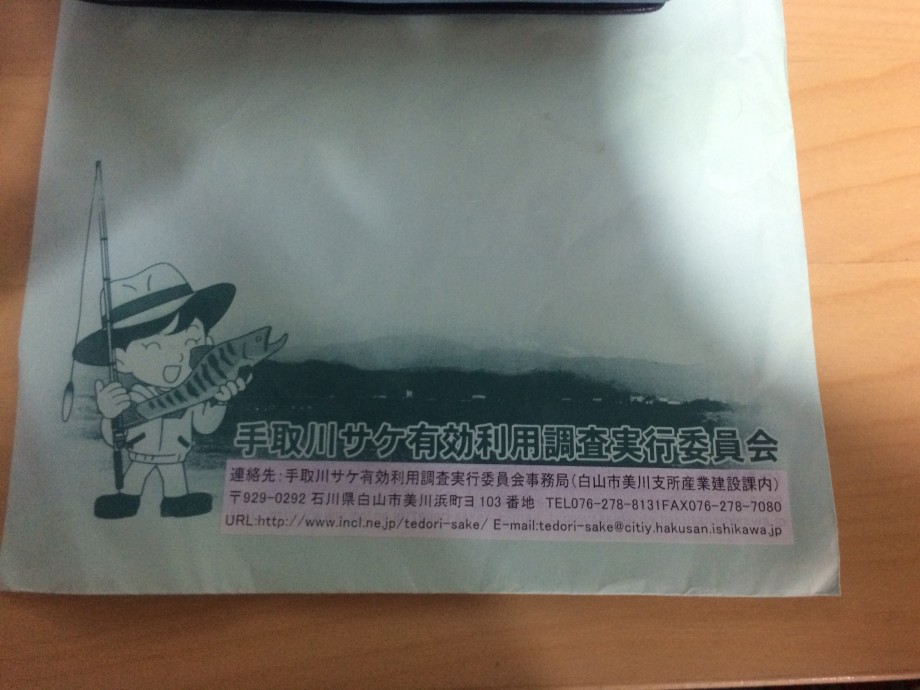 手取川サケ有効利用調査実行委員会
連絡先:手取川サケ有効利用調査実行委員会事務局(白山市美川支所産業建設課内)
〒929-0292 石川県白山市美川浜町ヨ 103 番地 TEL076-278-8131FAX076-278-7080
URL:http://www.incl.ne.jp/tedori-sake/ E-mail:tedori-sake@citiy.hakusan.ishikawa.jp